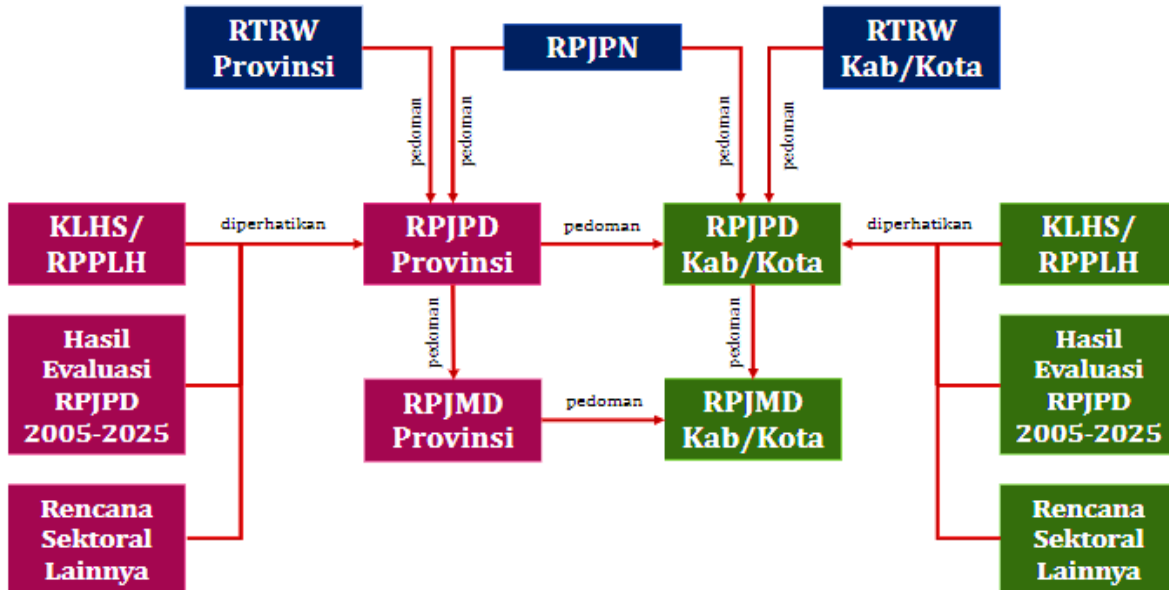 RTRW
Provinsi
RPJPN
RTRW
Kab/Kota
pedoman
pedoman
pedoman
pedoman
KLHS/
RPPLH
diperhatikan
RPJPD
Provinsi
pedoman
RPJPD
Kab/Kota
diperhatikan
KLHS/
RPPLH
Hasil
Evaluasi
RPJPD
2005-2025
pedoman
pedoman
Hasil
Evaluasi
RPJPD
2005-2025
RPJMD
Provinsi
pedoman
RPJMD
Kab/Kota
Rencana
Sektoral
Lainnya
Rencana
Sektoral
Lainnya